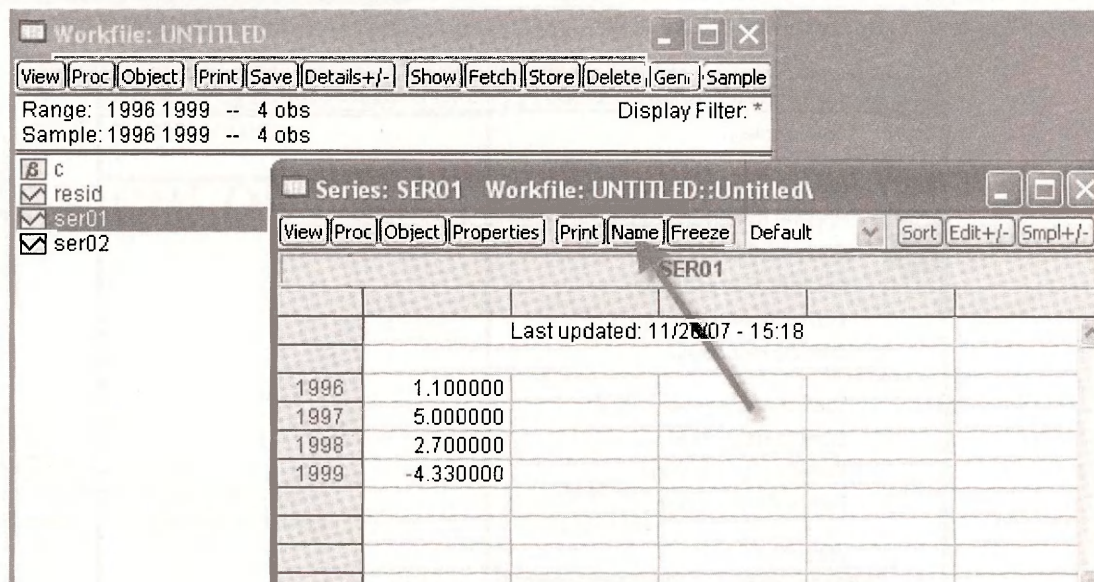 Workfile: UNTITLED
View Proc Object Print Save Details+/- Show Fetch Store Delete Genr Sample
Range: 1996 1999 -- 4 obs Display Filter: *
Sample: 1996 1999 -- 4 obs
c
resid
ser01
ser02
Series: SER01 Workfile: UNTITLED::Untitled\
View Proc Object Properties Print Name Freeze Default Sort Edit+/- Smpl+/-
SER01
Last updated: 11/26/07 - 15:18
1996 1.100000
1997 5.000000
1998 2.700000
1999 -4.330000